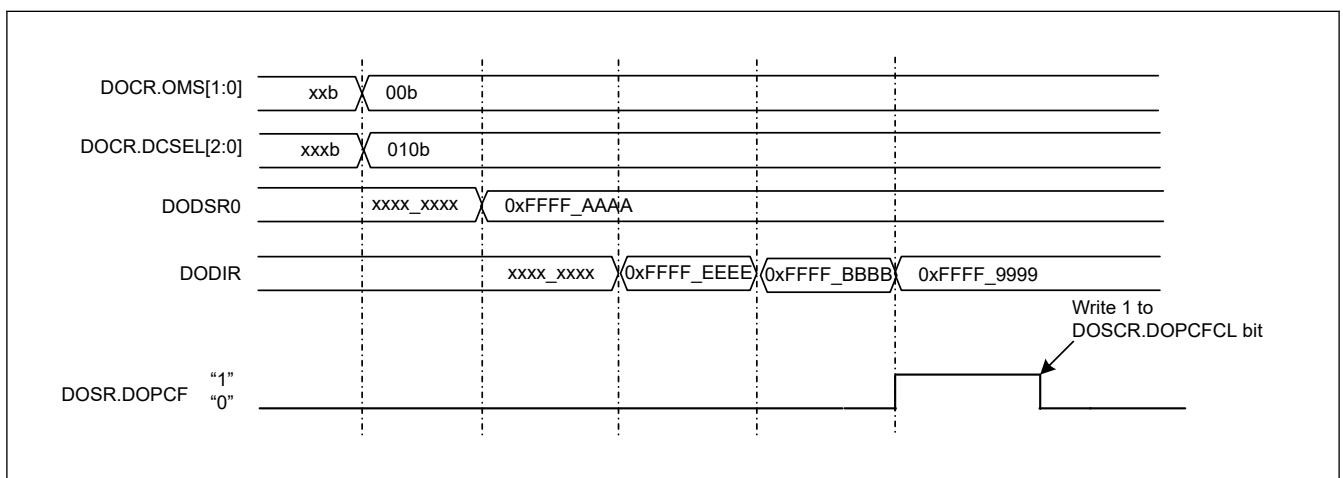 DOCR.OMS[1:0] xxb 00b
DOCR.DCSEL[2:0] xxxb 010b
DODSR0 xxxx_xxxx 0xFFFF_AAAA
DODIR xxxx_xxxx 0xFFFF_EEEE 0xFFFF_BBBB 0xFFFF_9999
Write 1 to
DOSCR.DOPCFCL bit
“1”
DOSR.DOPCF “0”